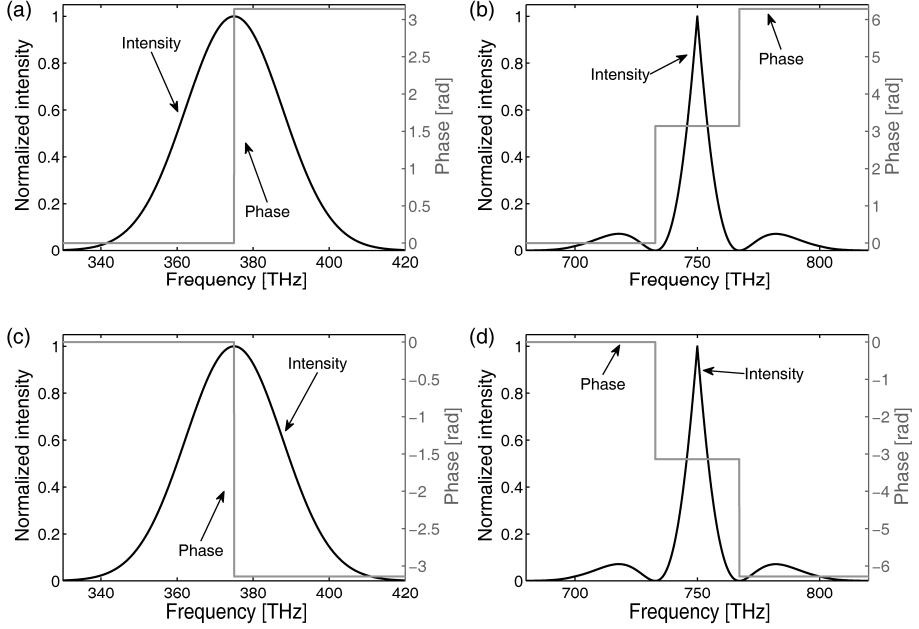 (a)
Normalized intensity
1
0.8
0.6
0.4
0.2
0
340
360
380
400
420
Frequency [THz]
Intensity
Phase
3
2.5
2
1.5
1
0.5
0
Phase [rad]
(b)
Normalized intensity
1
0.8
0.6
0.4
0.2
0
700
750
800
Frequency [THz]
Intensity
Phase
6
5
4
3
2
1
0
Phase [rad]
(c)
Normalized intensity
1
0.8
0.6
0.4
0.2
0
340
360
380
400
420
Frequency [THz]
Intensity
Phase
0
−0.5
−1
−1.5
−2
−2.5
−3
Phase [rad]
(d)
Normalized intensity
1
0.8
0.6
0.4
0.2
0
700
750
800
Frequency [THz]
Phase
Intensity
0
−1
−2
−3
−4
−5
−6
Phase [rad]